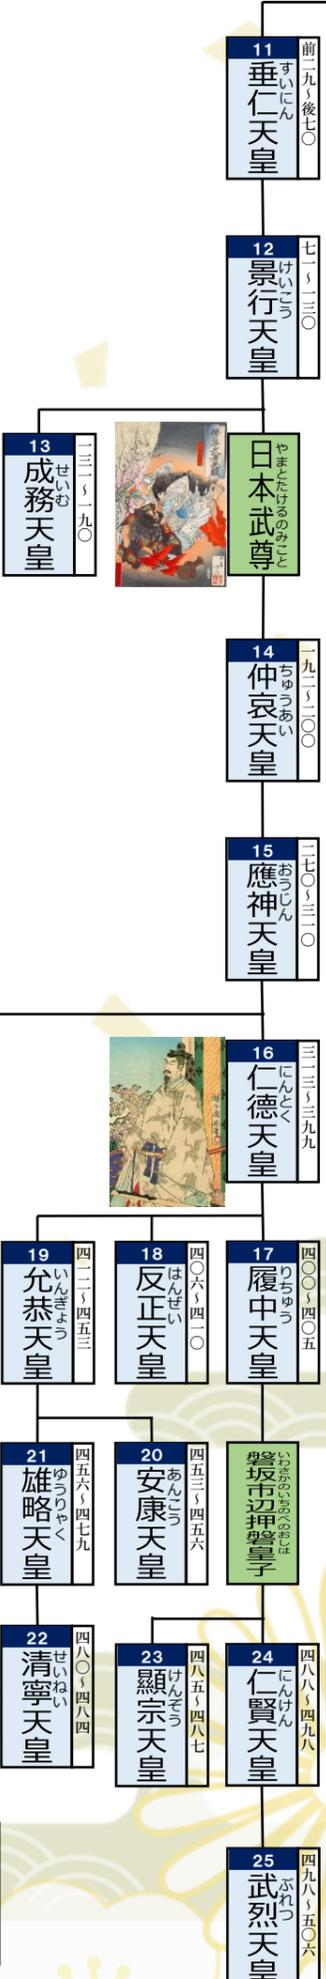 11
垂仁天皇
すいにん
前二九~後七〇
12
景行天皇
けいこう
七一~一三〇
13
成務天皇
せいむ
一三一~一九〇
日本武尊
やまとたけるのみこと
14
仲哀天皇
ちゅうあい
一九二~二〇〇
15
應神天皇
おうじん
二七〇~三一〇
16
仁德天皇
にんとく
三一三~三九九
17
履中天皇
りちゅう
四〇〇~四〇五
18
反正天皇
はんぜい
四〇六~四一〇
19
允恭天皇
いんぎょう
四一二~四五三
磐坂市辺押磐皇子
いわさかのいちのべのおしは
20
安康天皇
あんこう
四五三~四五六
21
雄略天皇
ゆうりゃく
四五六~四七九
22
清寧天皇
せいねい
四八〇~四八四
24
仁賢天皇
にんけん
四八八~四九八
23
顯宗天皇
けんぞう
四八五~四八七
25
武烈天皇
ぶれつ
四九八~五〇六